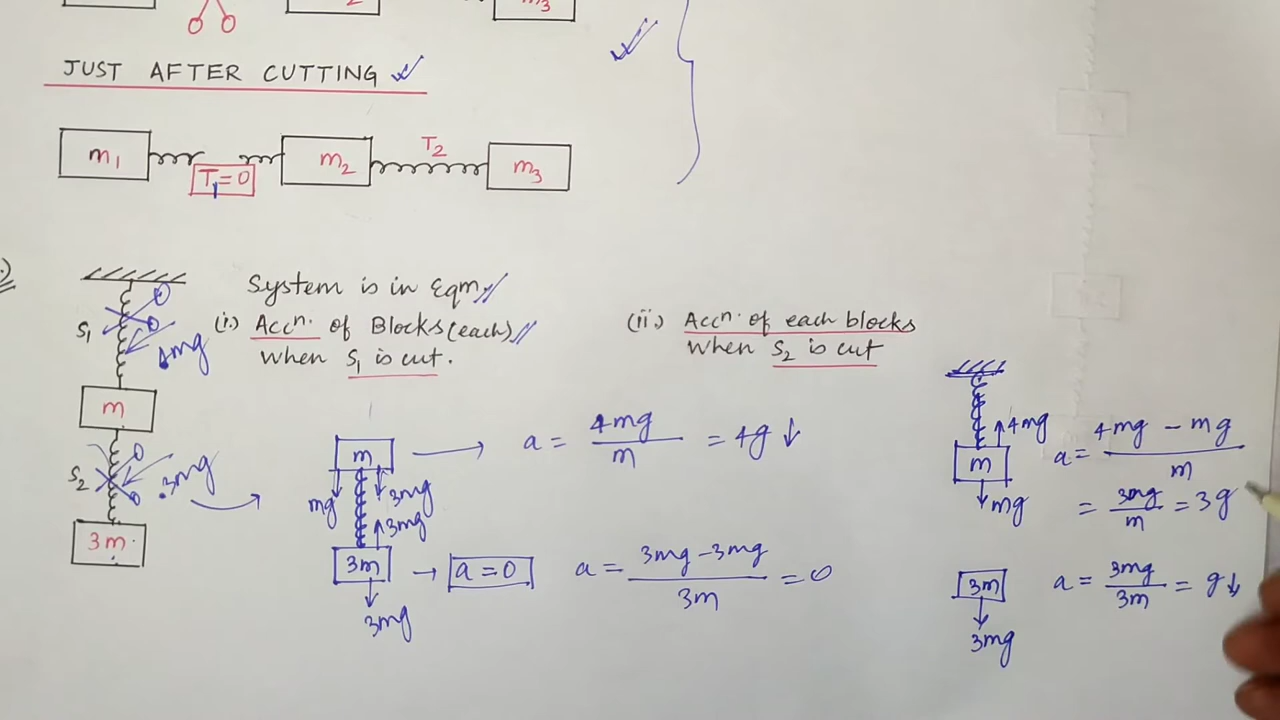 2
m3
JUST AFTER CUTTING
m1
T1=0
m2
T2
m3
System is in Eqm.
S1
4mg
(i.) Accn. of Blocks (each)
When S1 is cut.
(ii.) Accn. of each blocks
When S2 is cut
m
S2
3mg
3m
m
mg
3mg
3mg
3m
3mg
a = 4mg/m = 4g ↓
a=0
a = 3mg-3mg/3m = 0
4mg
m
mg
a = 4mg - mg/m
= 3mg/m = 3g
3m
3mg
a = 3mg/3m = g↓